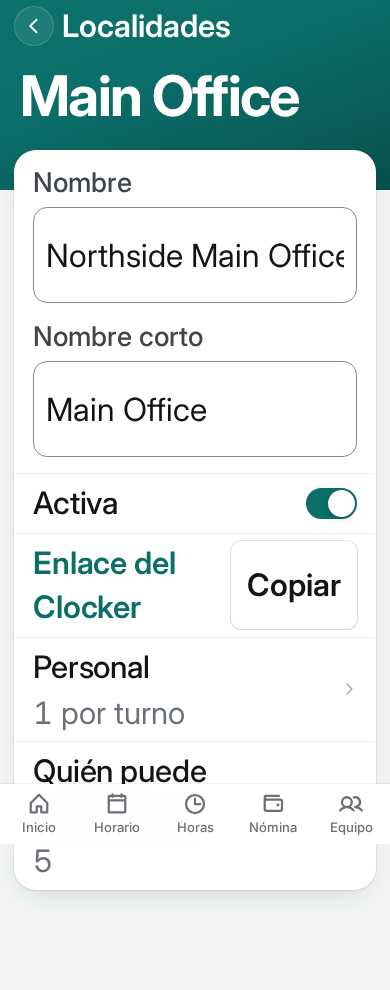 Localidades
Main Office
Nombre
Northside Main Office
Nombre corto
Main Office
Activa
Enlace del
Clocker
Copiar
Personal
1 por turno
Quién puede
Inicio
Horario
Horas
Nómina
Equipo
5